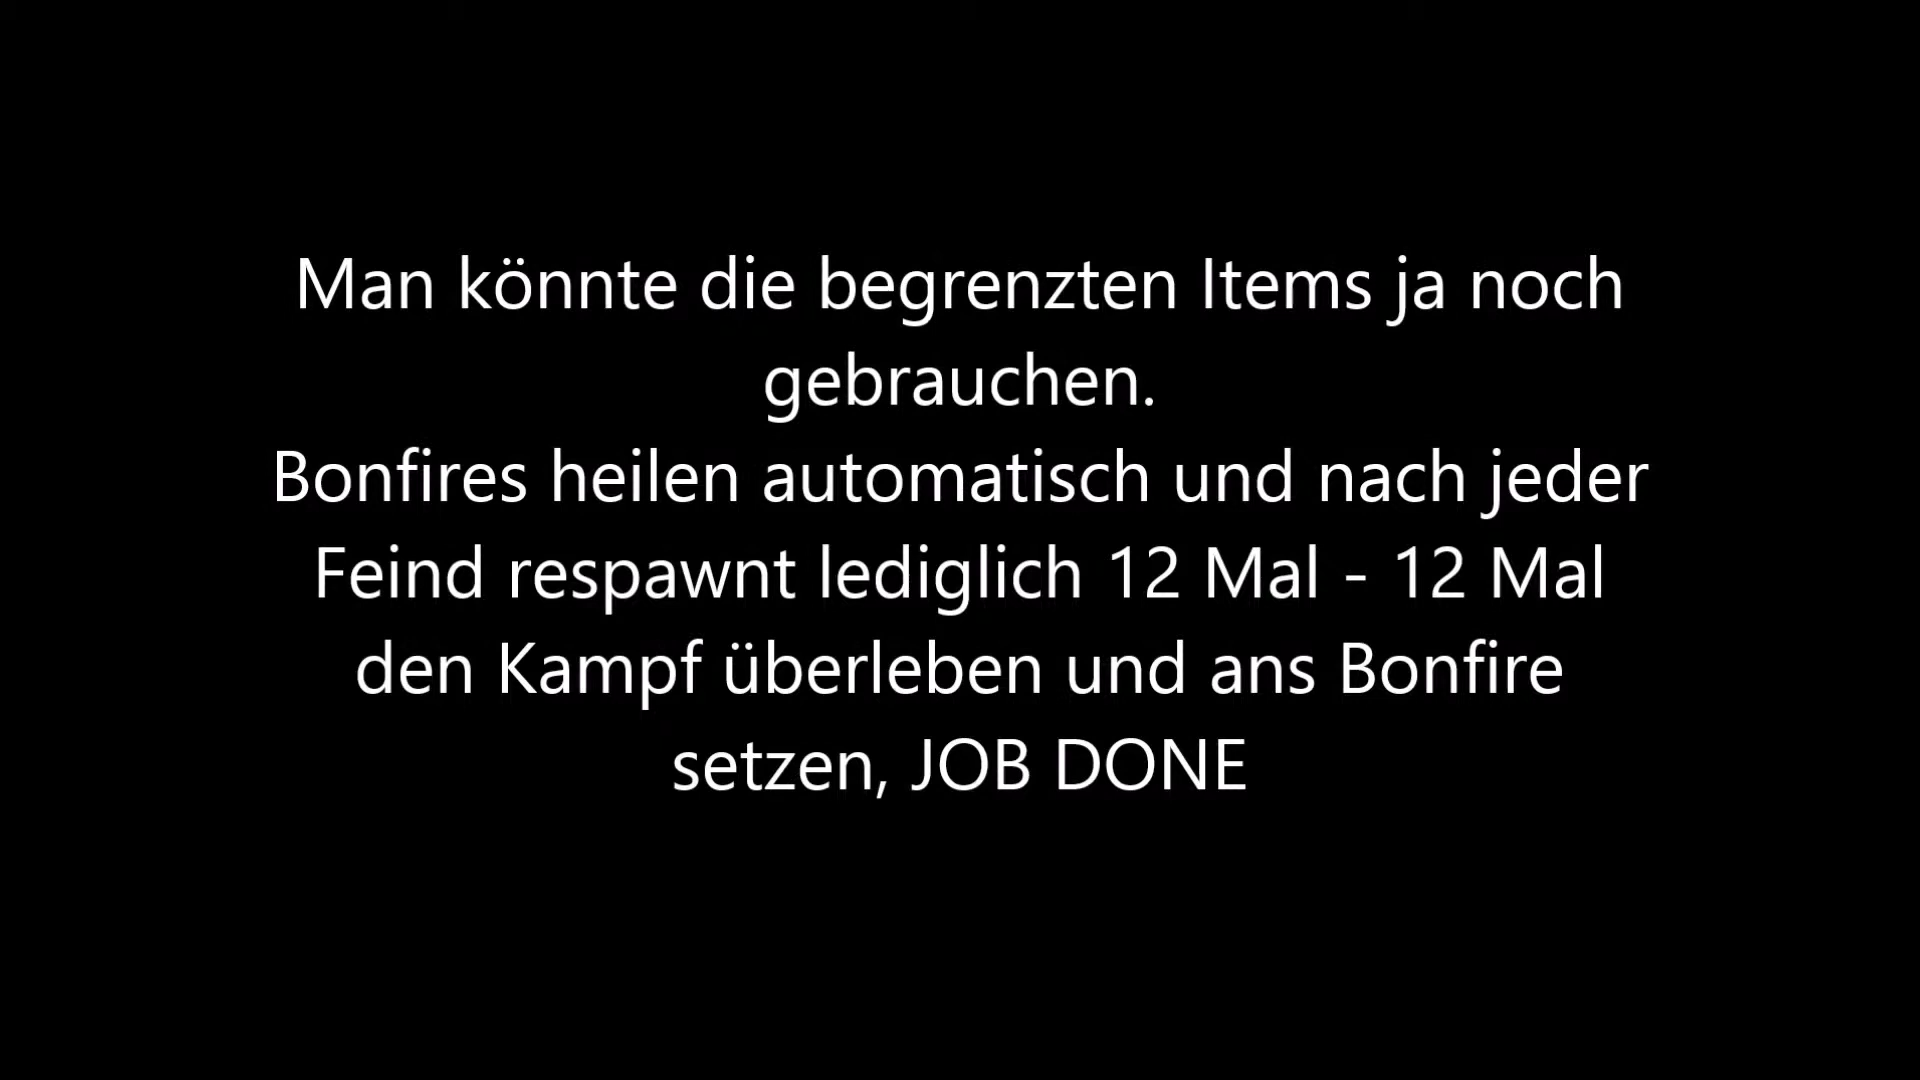 Man könnte die begrenzten Items ja noch
gebrauchen.
Bonfires heilen automatisch und nach jeder
Feind respawnt lediglich 12 Mal - 12 Mal
den Kampf überleben und ans Bonfire
setzen, JOB DONE